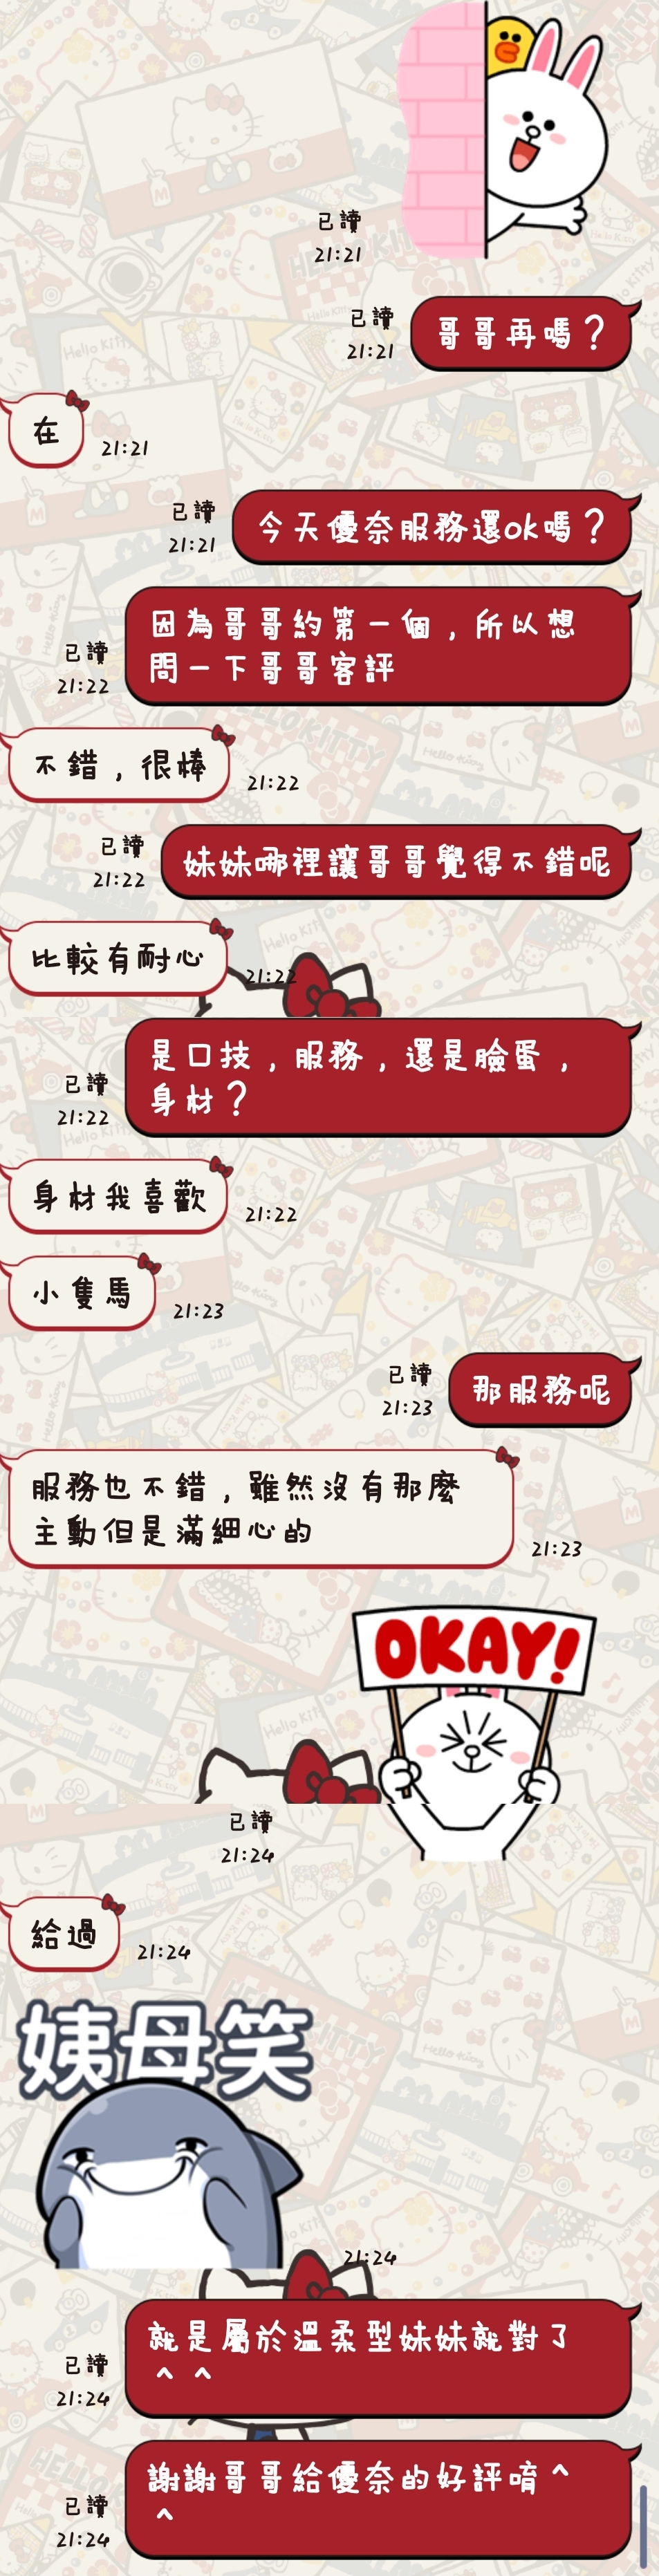 已讀
21:21
哥哥再嗎？
已讀
21:21
在
21:21
今天優奈服務還ok嗎？
已讀
21:21
因為哥哥約第一個，所以想
問一下哥哥客評
已讀
21:22
不錯，很棒
21:22
妹妹哪裡讓哥哥覺得不錯呢
已讀
21:22
比較有耐心
21:22
是口技，服務，還是臉蛋，
身材？
已讀
21:22
身材我喜歡
21:22
小隻馬
21:23
那服務呢
已讀
21:23
服務也不錯，雖然沒有那麼
主動但是滿細心的
21:23
OKAY!
已讀
21:24
給過
21:24
姨母笑
21:24
就是屬於溫柔型妹妹就對了
^ ^
已讀
21:24
謝謝哥哥給優奈的好評唷^
^
已讀
21:24